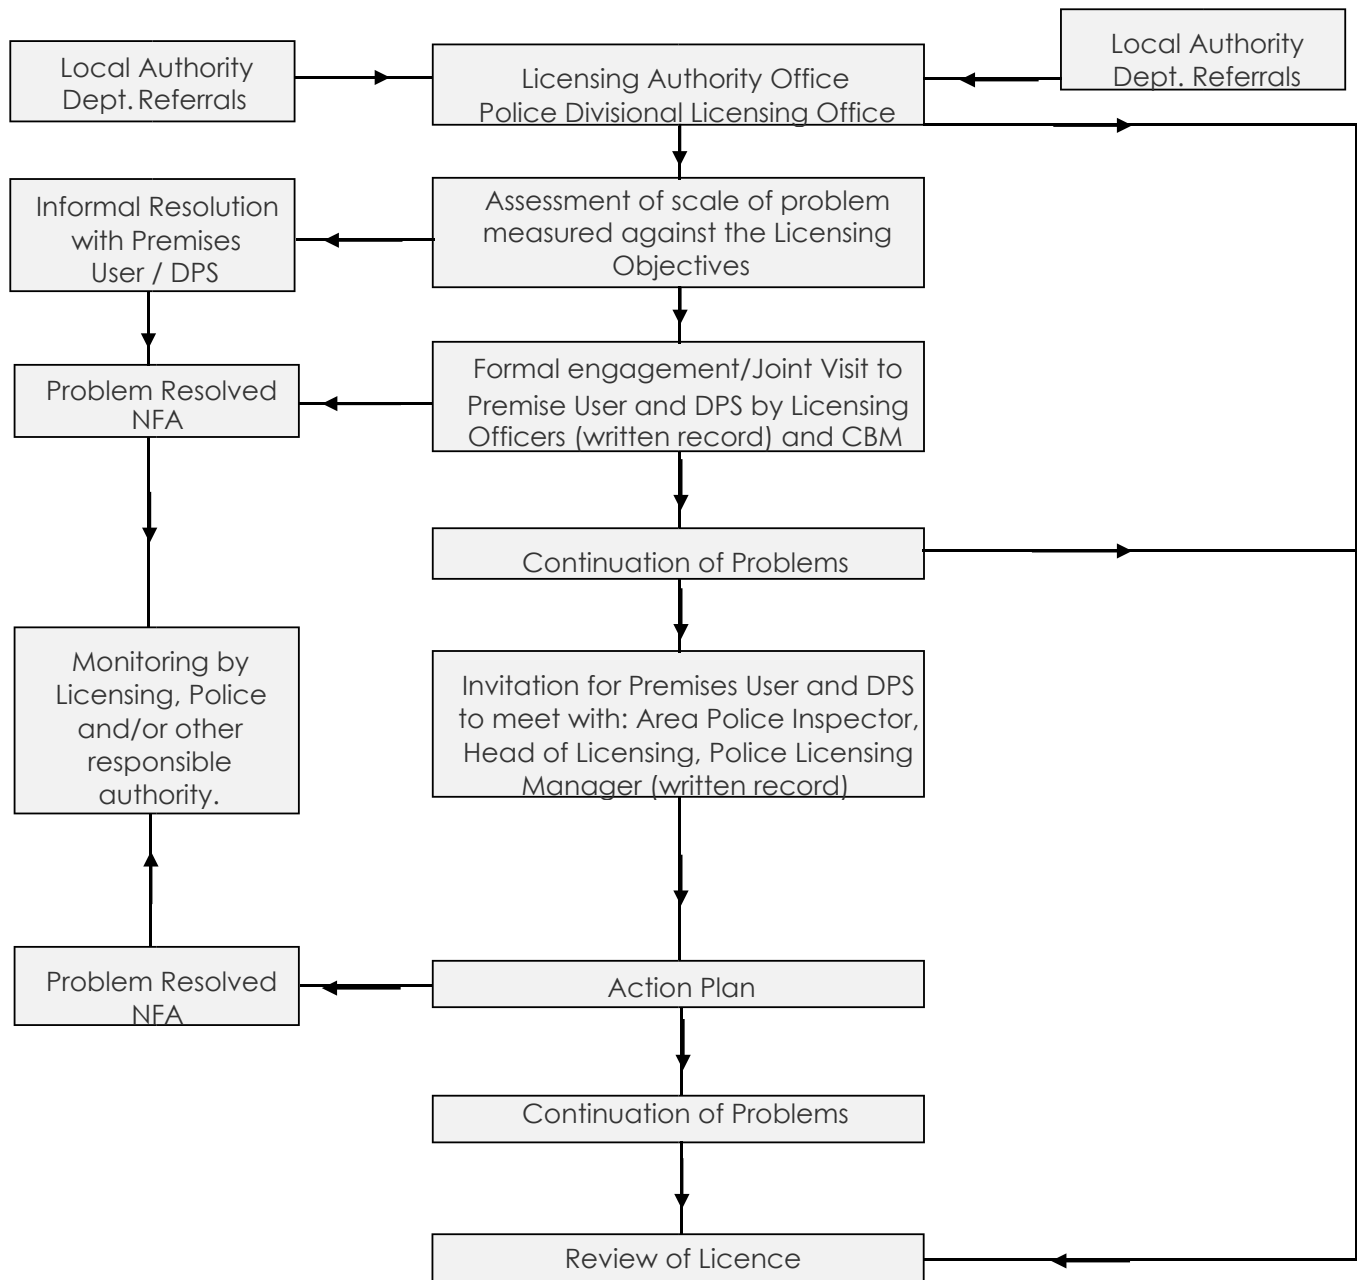 Local Authority
Dept. Referrals
Licensing Authority Office
Police Divisional Licensing Office
Local Authority
Dept. Referrals
Informal Resolution
with Premises
User / DPS
Assessment of scale of problem
measured against the Licensing
Objectives
Problem Resolved
NFA
Formal engagement/Joint Visit to
Premise User and DPS by Licensing
Officers (written record) and CBM
Continuation of Problems
Monitoring by
Licensing, Police
and/or other
responsible
authority.
Invitation for Premises User and DPS
to meet with: Area Police Inspector,
Head of Licensing, Police Licensing
Manager (written record)
Problem Resolved
NFA
Action Plan
Continuation of Problems
Review of Licence